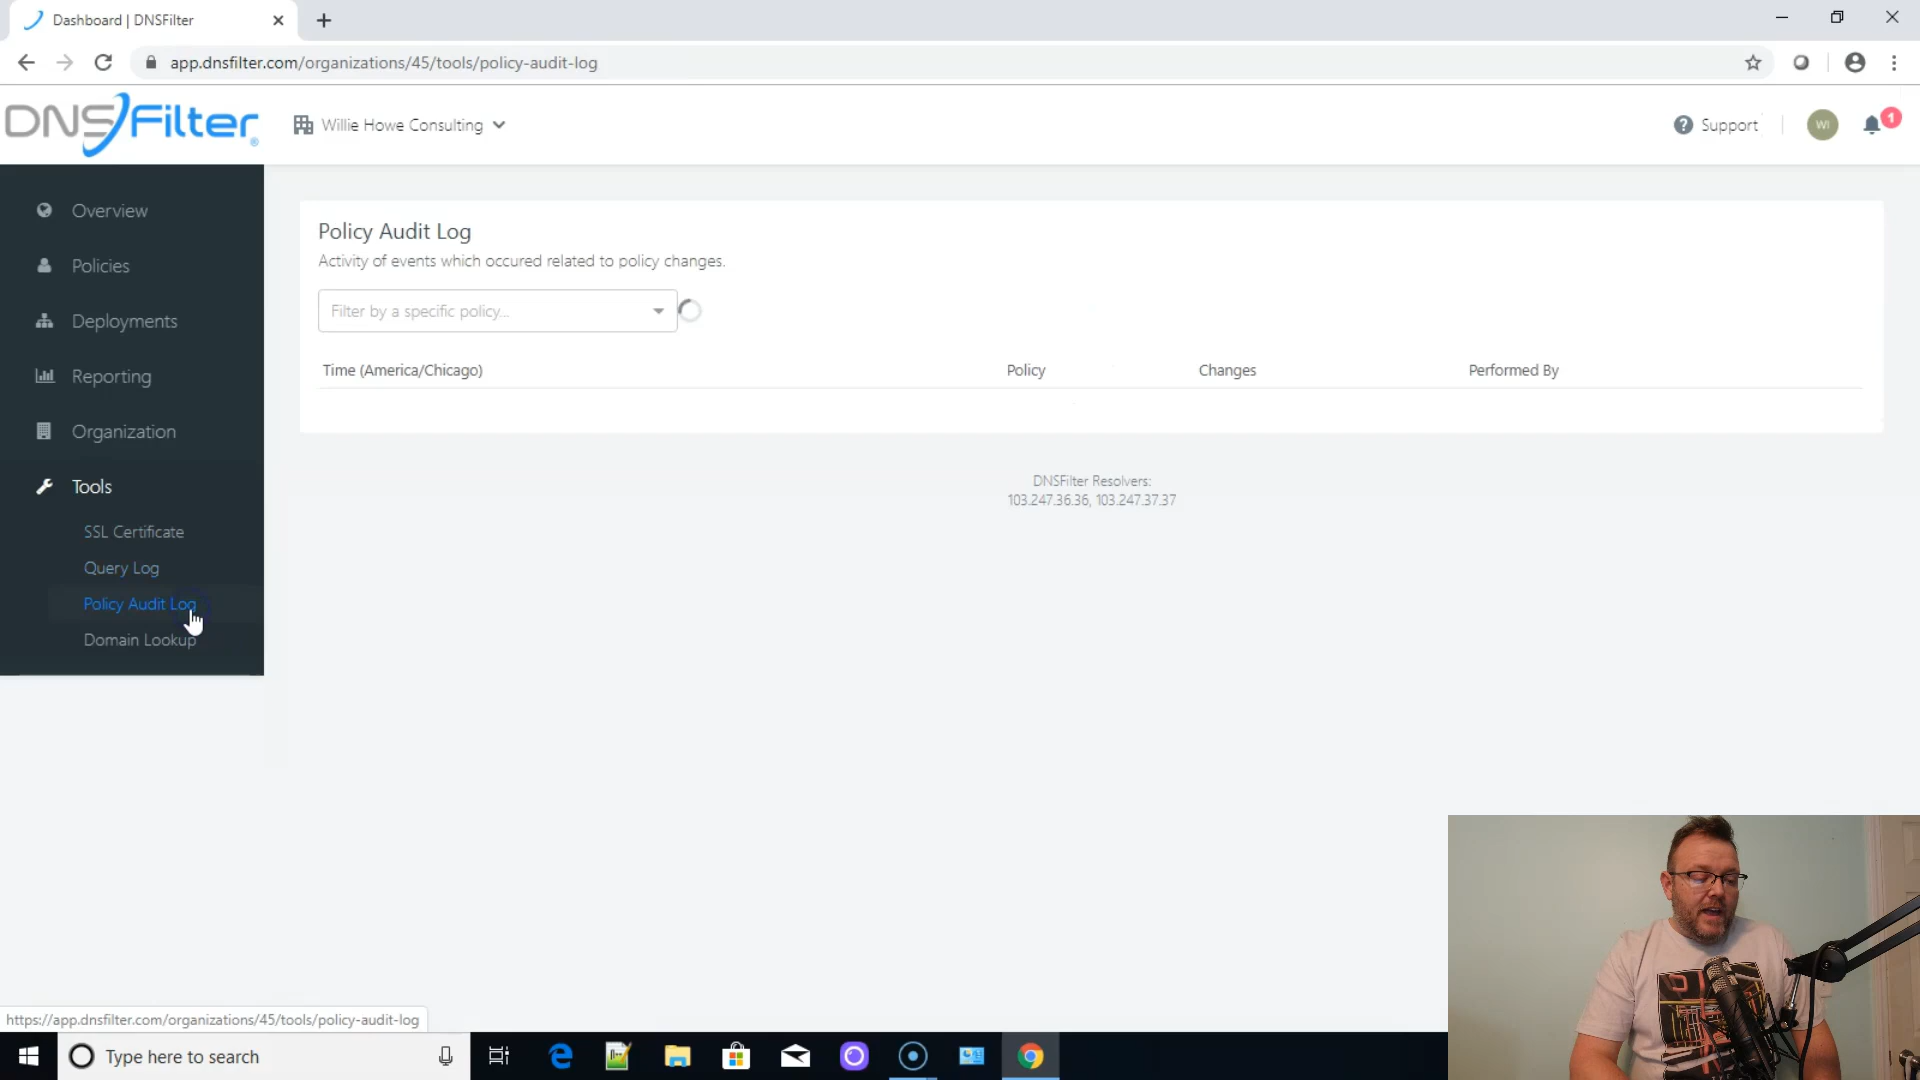 Dashboard | DNSFilter
app.dnsfilter.com/organizations/45/tools/policy-audit-log
DNSFilter
Willie Howe Consulting
Support
WI
1
Overview
Policies
Deployments
Reporting
Organization
Tools
SSL Certificate
Query Log
Policy Audit Log
Domain Lookup
Policy Audit Log
Activity of events which occured related to policy changes.
Filter by a specific policy...
Time (America/Chicago)
Policy
Changes
Performed By
DNSFilter Resolvers:
103.247.36.36, 103.247.37.37
https://app.dnsfilter.com/organizations/45/tools/policy-audit-log
Type here to search